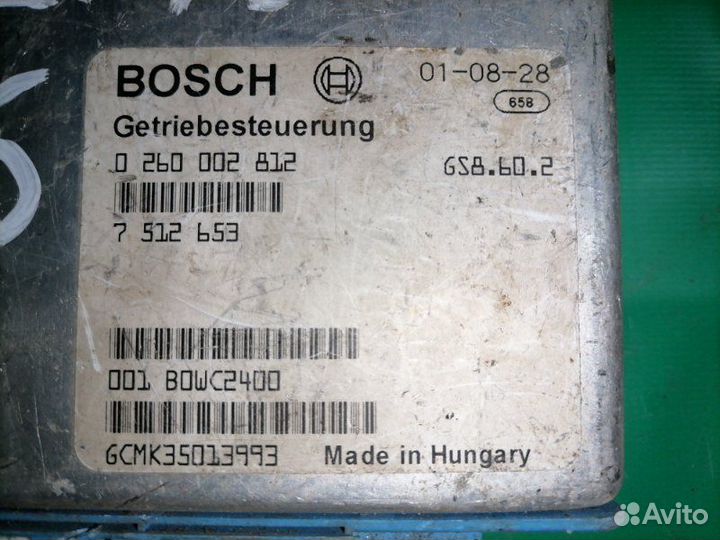 BOSCH
01-08-28
658
Getriebesteuerung
0 260 002 812
GS8.60.2
7 512 653
001 BOWC2400
GCMK35013993
Made in Hungary
Avito